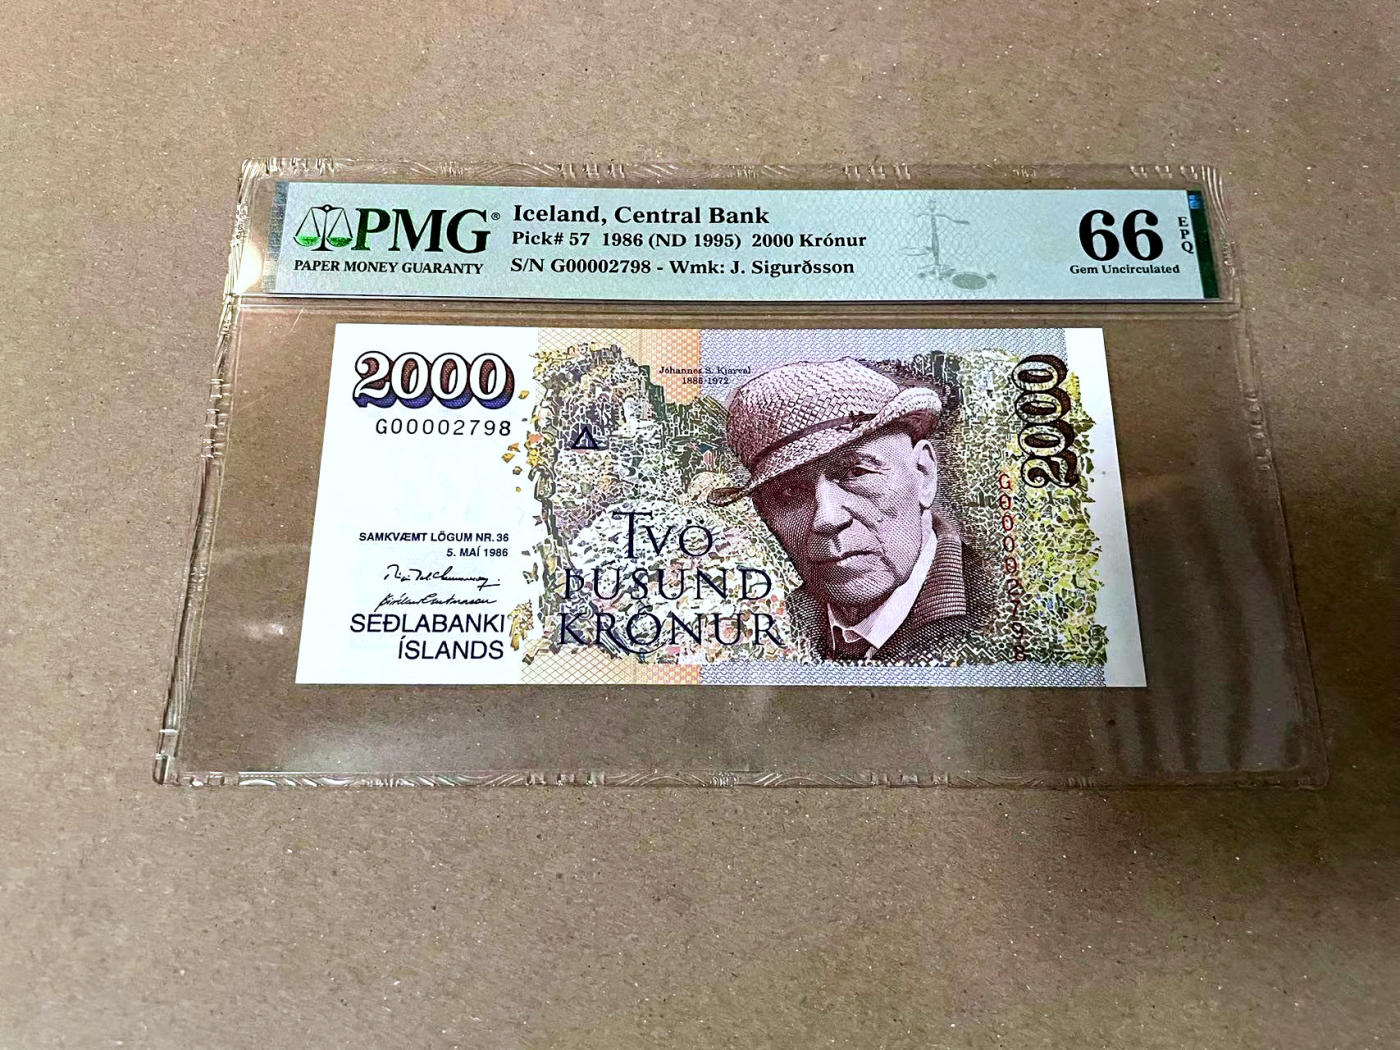 PMG®
PAPER MONEY GUARANTY
Iceland, Central Bank
Pick# 57 1986 (ND 1995) 2000 Krónur
S/N G00002798 - Wmk: J. Sigurðsson
66 EPQ
Gem Uncirculated
2000
G00002798
Jóhannes S. Kjarval
1885-1972
2000
G00002798
SAMKVÆMT LÖGUM NR. 36
5. MAÍ 1986
SEÐLABANKI
ÍSLANDS
TVÖ
ÞÚSUND
KRÓNUR